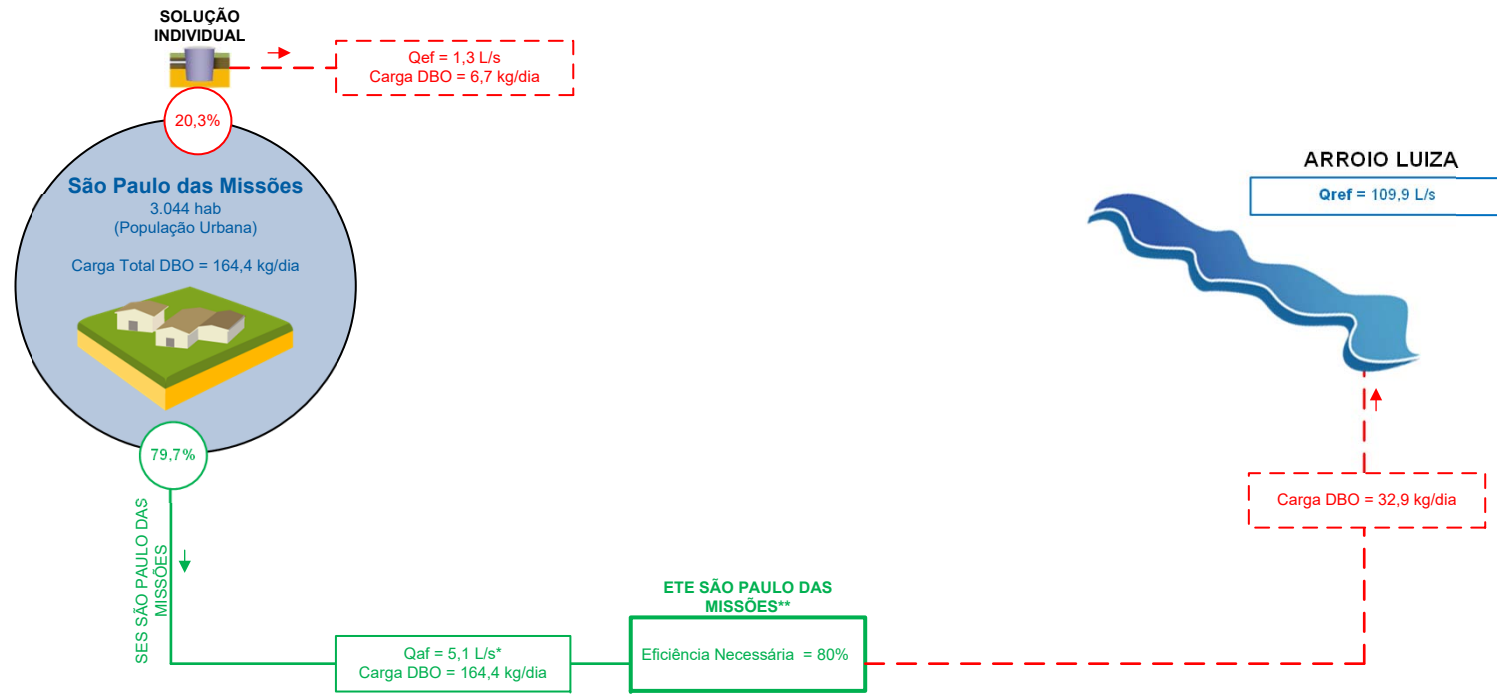 SOLUÇÃO
INDIVIDUAL
Qef = 1,3 L/s
Carga DBO = 6,7 kg/dia
20,3%
São Paulo das Missões
3.044 hab
(População Urbana)
Carga Total DBO = 164,4 kg/dia
79,7%
SES SÃO PAULO DAS
MISSÕES
Qaf = 5,1 L/s*
Carga DBO = 164,4 kg/dia
ETE SÃO PAULO DAS
MISSÕES**
Eficiência Necessária = 80%
ARROIO LUIZA
Qref = 109,9 L/s
Carga DBO = 32,9 kg/dia